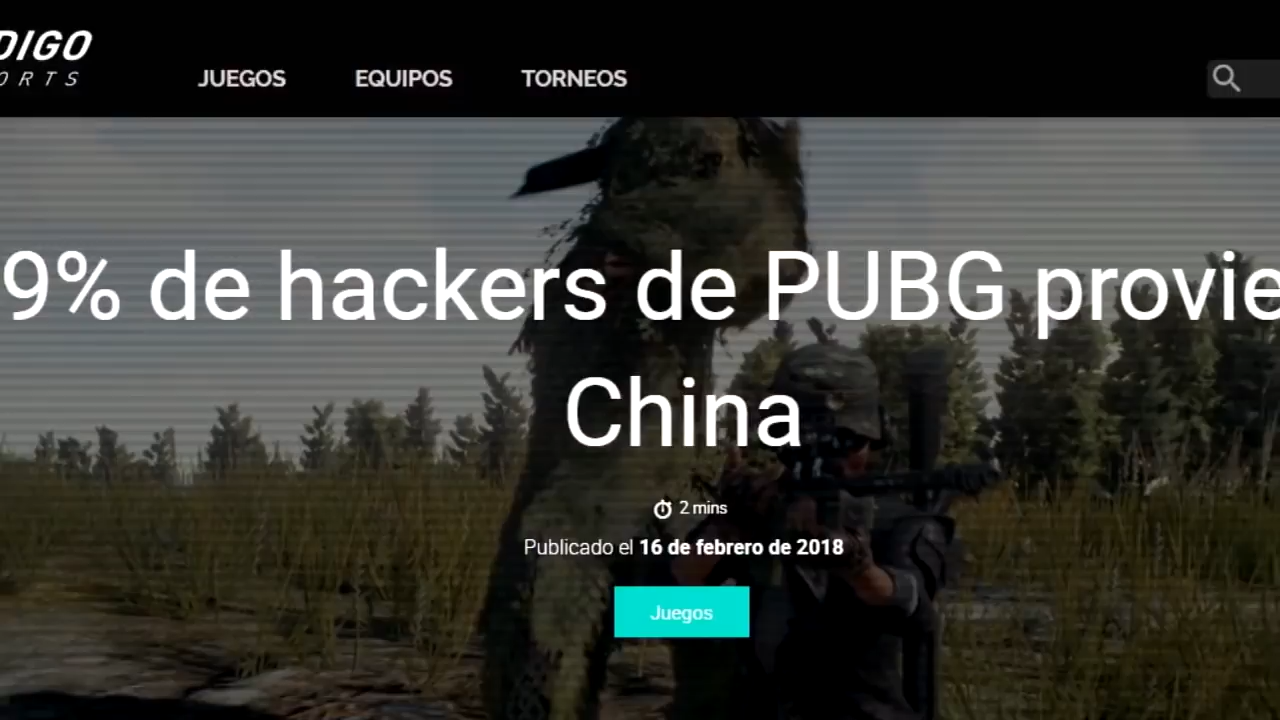 DIGO
ORTS
JUEGOS EQUIPOS TORNEOS
9% de hackers de PUBG provie
China
2 mins
Publicado el 16 de febrero de 2018
Juegos